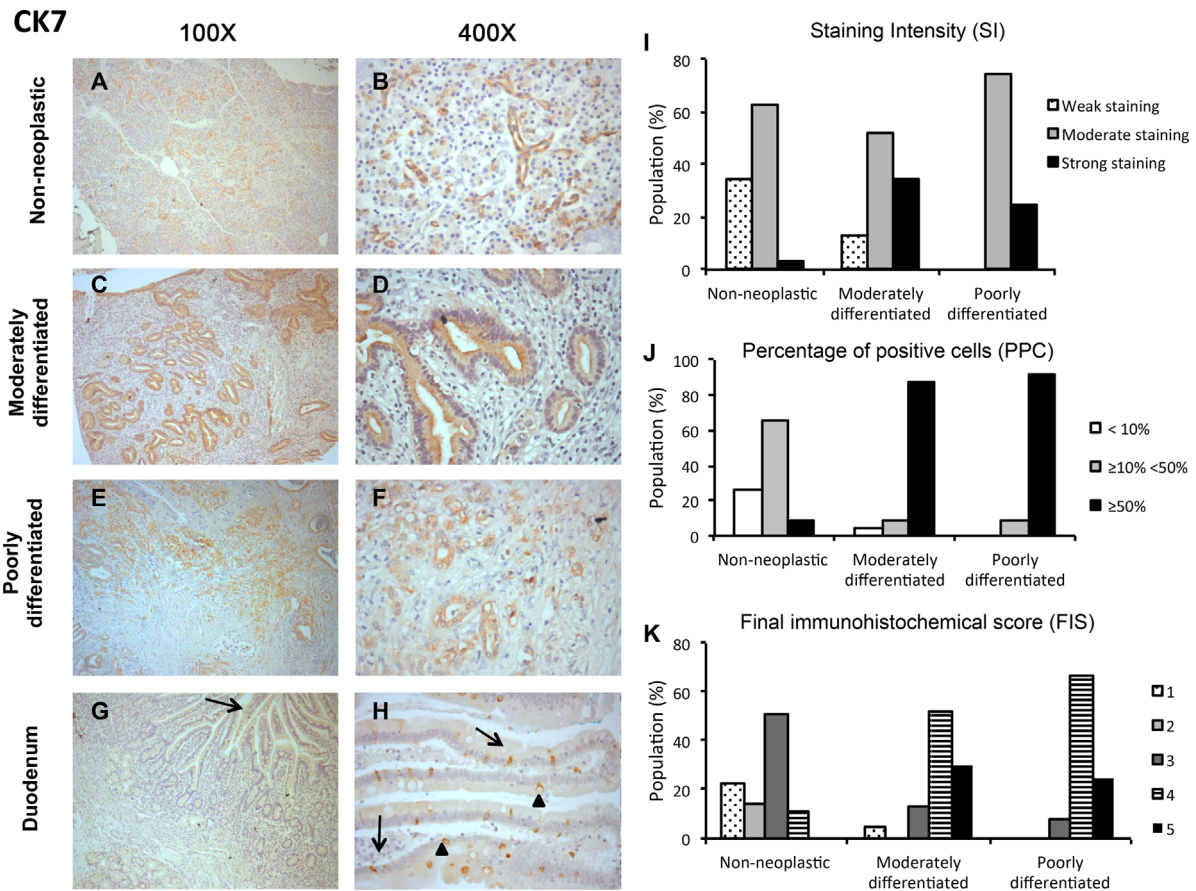 CK7
100X
400X
Non-neoplastic
A
B
Moderately
differentiated
C
D
Poorly
differentiated
E
F
Duodenum
G
H
I
Staining Intensity (SI)
Population (%)
80
60
40
20
0
Non-neoplastic
Moderately
differentiated
Poorly
differentiated
Weak staining
Moderate staining
Strong staining
J
Percentage of positive cells (PPC)
Population (%)
100
80
60
40
20
0
Non-neoplastic
Moderately
differentiated
Poorly
differentiated
< 10%
≥10% <50%
≥50%
K
Final immunohistochemical score (FIS)
Population (%)
80
60
40
20
0
Non-neoplastic
Moderately
differentiated
Poorly
differentiated
1
2
3
4
5